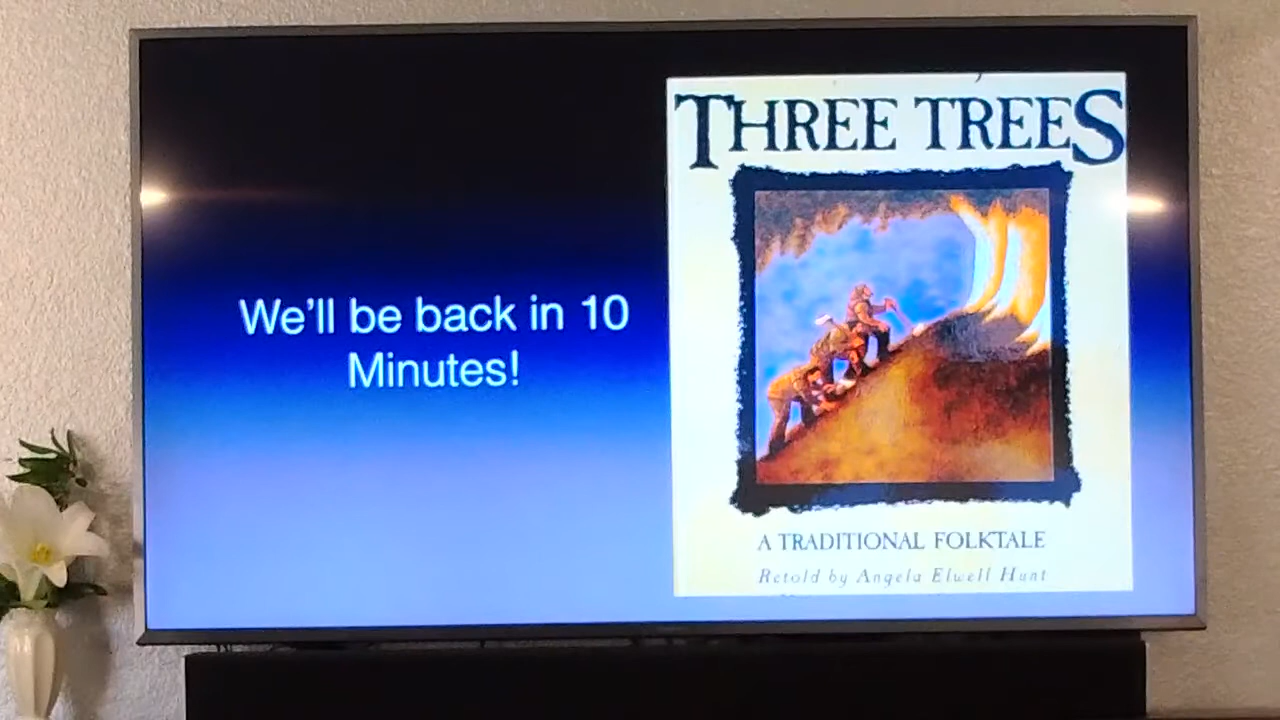 We'll be back in 10
Minutes!
THREE TREES
A TRADITIONAL FOLKTALE
Retold by Angela Elwell Hunt